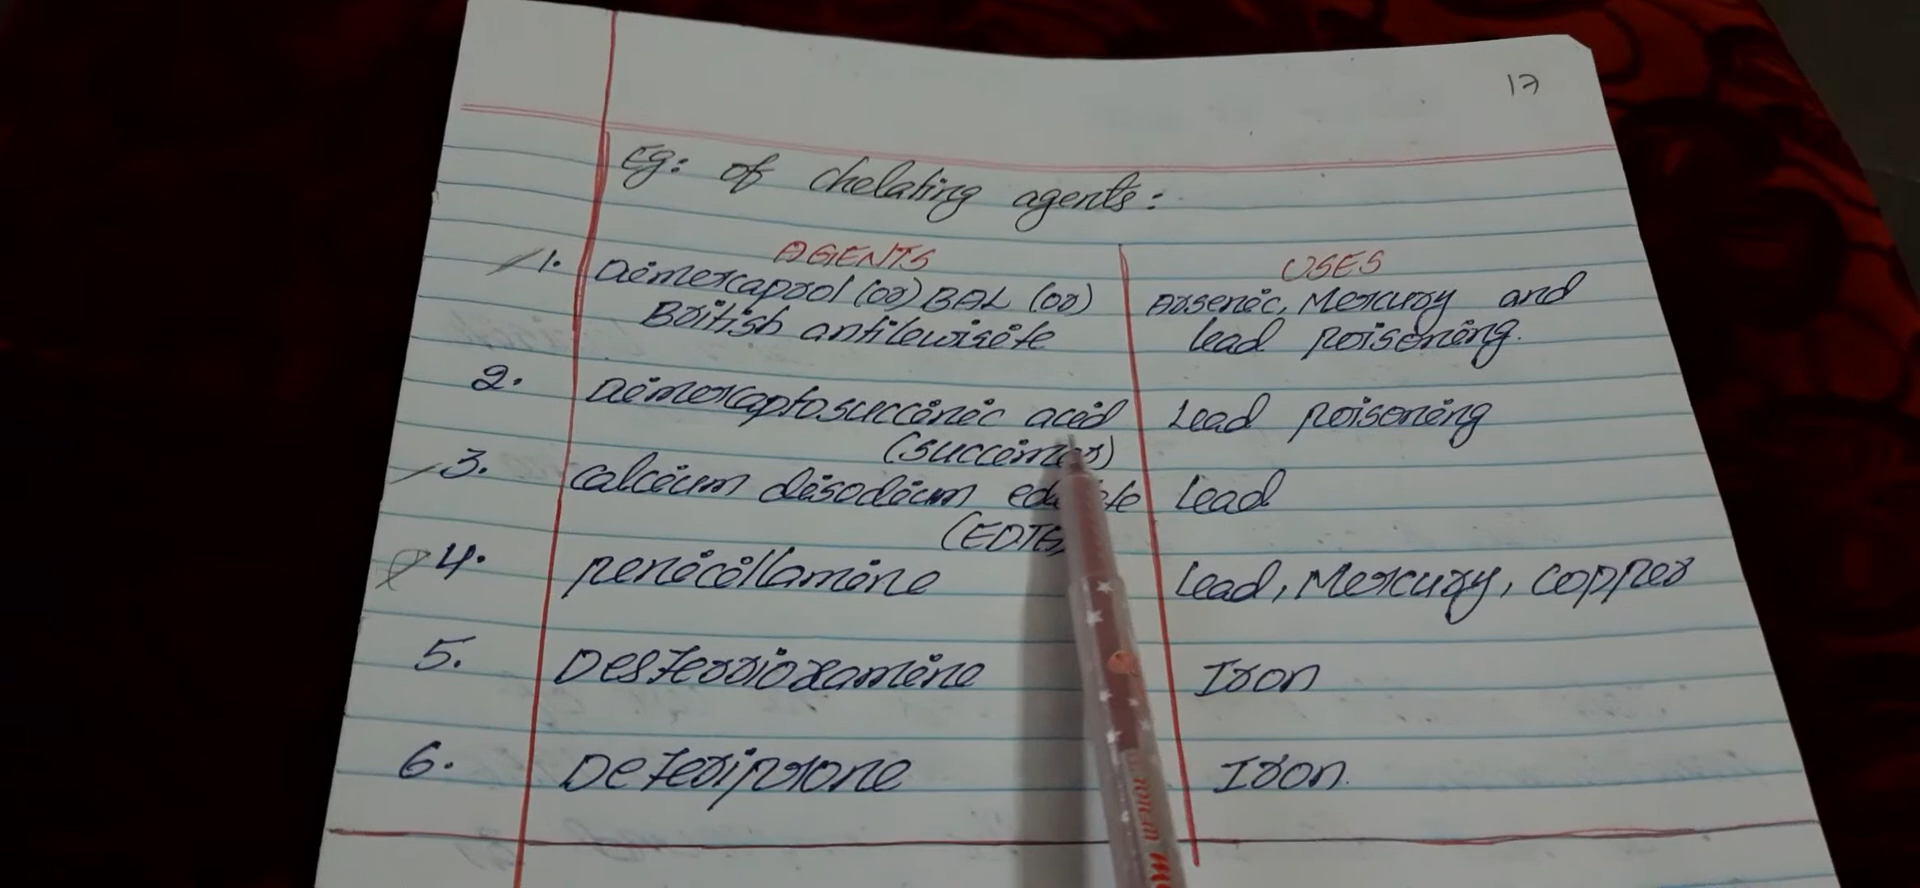 17
Eg: of chelating agents:
AGENTS USES
1. Dimercaprol (or) BAL (or) Arsenic, Mercury and
British antilewisite lead poisoning.
2. Dimercaptosuccinic acid Lead poisoning
(succimer)
3. calcium disodium Lead
4. penicillamine Lead, Mercury, copper
5. Desferrioxamine Iron
6. Deferiprone Iron.